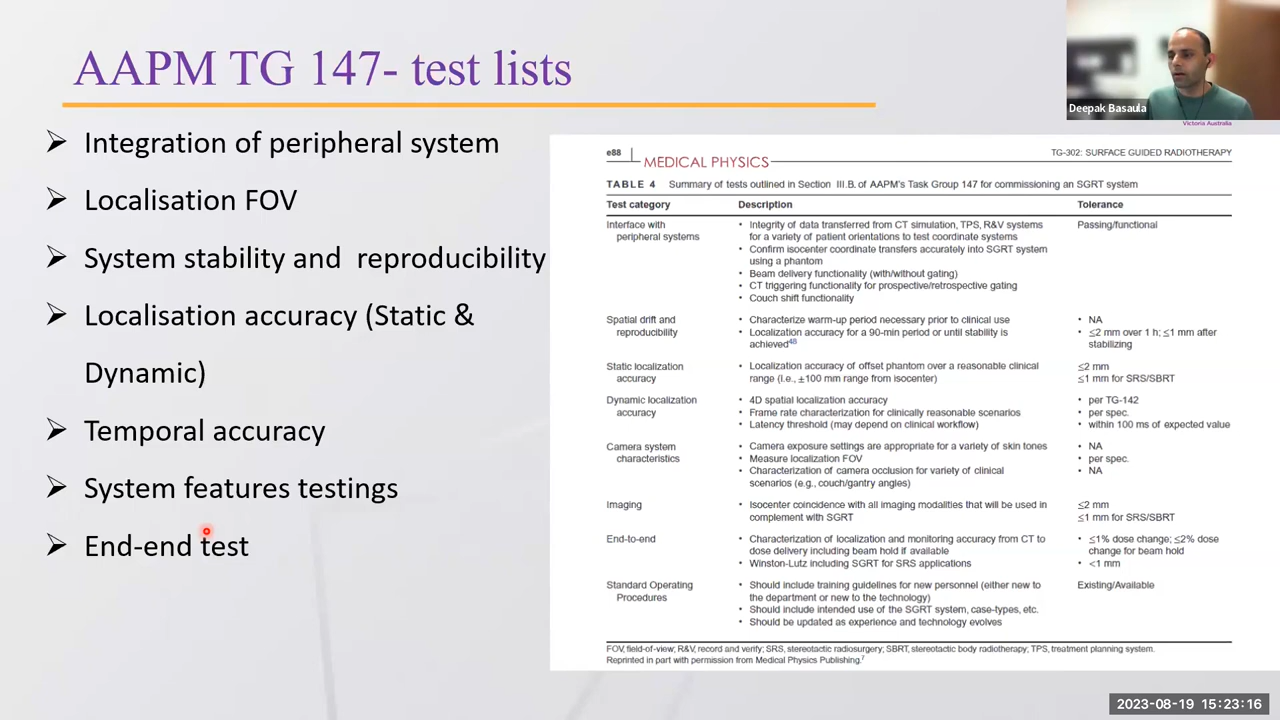 AAPM TG 147- test lists
Deepak Basaula
Victoria Australia
➢ Integration of peripheral system
➢ Localisation FOV
➢ System stability and reproducibility
➢ Localisation accuracy (Static &
Dynamic)
➢ Temporal accuracy
➢ System features testings
➢ End-end test
e88 MEDICAL PHYSICS TG-302: SURFACE GUIDED RADIOTHERAPY
TABLE 4 Summary of tests outlined in Section III.B. of AAPM's Task Group 147 for commissioning an SGRT system
Test category Description Tolerance
Interface with • Integrity of data transferred from CT simulation, TPS, R&V systems Passing/functional
peripheral systems for a variety of patient orientations to test coordinate systems
• Confirm isocenter coordinate transfers accurately into SGRT system
using a phantom
• Beam delivery functionality (with/without gating)
• CT triggering functionality for prospective/retrospective gating
• Couch shift functionality
Spatial drift and • Characterize warm-up period necessary prior to clinical use • NA
reproducibility • Localization accuracy for a 90-min period or until stability is • ≤2 mm over 1 h; ≤1 mm after
achieved48 stabilizing
Static localization • Localization accuracy of offset phantom over a reasonable clinical ≤2 mm
accuracy range (I.e., ±100 mm range from isocenter) ≤1 mm for SRS/SBRT
Dynamic localization • 4D spatial localization accuracy • per TG-142
accuracy • Frame rate characterization for clinically reasonable scenarios • per spec.
• Latency threshold (may depend on clinical workflow) • within 100 ms of expected value
Camera system • Camera exposure settings are appropriate for a variety of skin tones • NA
characteristics • Measure localization FOV • per spec.
• Characterization of camera occlusion for variety of clinical • NA
scenarios (e.g., couch/gantry angles)
Imaging • Isocenter coincidence with all imaging modalities that will be used in ≤2 mm
complement with SGRT ≤1 mm for SRS/SBRT
End-to-end • Characterization of localization and monitoring accuracy from CT to • ≤1% dose change; ≤2% dose
dose delivery including beam hold if available change for beam hold
• Winston-Lutz including SGRT for SRS applications • <1 mm
Standard Operating • Should include training guidelines for new personnel (either new to Existing/Available
Procedures the department or new to the technology)
• Should include intended use of the SGRT system, case-types, etc.
• Should be updated as experience and technology evolves
FOV, field-of-view; R&V, record and verify; SRS, stereotactic radiosurgery; SBRT, stereotactic body radiotherapy; TPS, treatment planning system.
Reprinted in part with permission from Medical Physics Publishing.7
2023-08-19 15:23:16